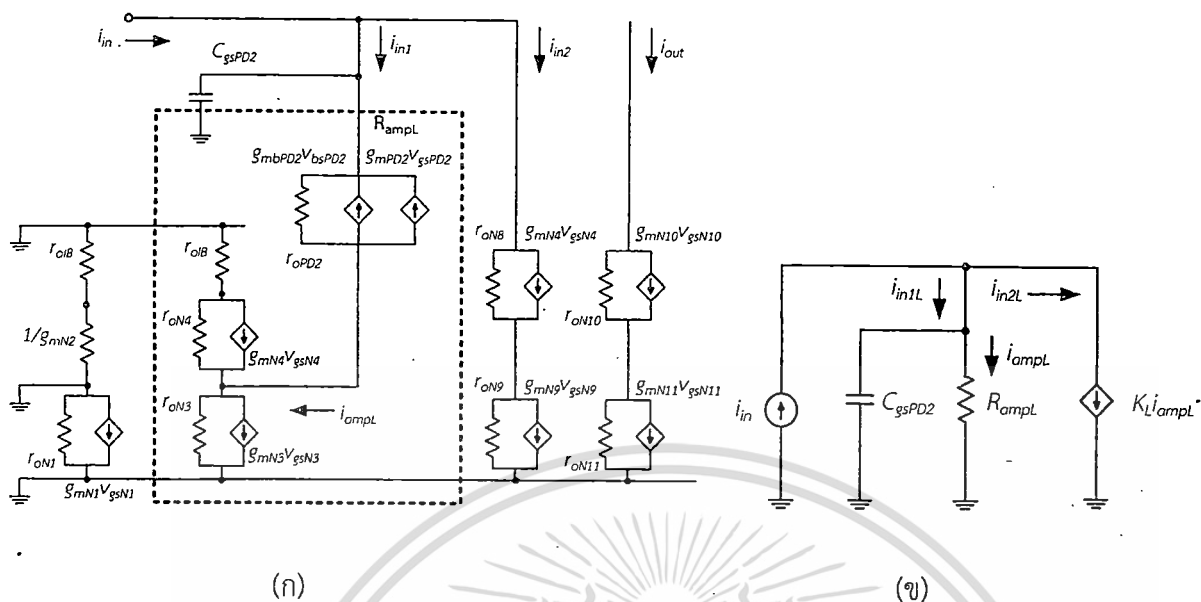 i_in
C_gsPD2
i_in1
i_in2
i_out
R_ampL
g_mbPD2v_bsPD2
g_mPD2v_gsPD2
r_oIB
r_oIB
r_oPD2
r_oN8
g_mN4v_gsN4
g_mN10v_gsN10
1/g_mN2
r_oN4
g_mN4v_gsN4
r_oN10
r_oN3
i_ampL
r_oN9
g_mN9v_gsN9
g_mN11v_gsN11
r_oN1
g_mN1v_gsN1
g_mN3v_gsN3
r_oN11
i_in1L
i_in2L
i_ampL
i_in
C_gsPD2
R_ampL
K_Li_ampL
(ก)
(ข)